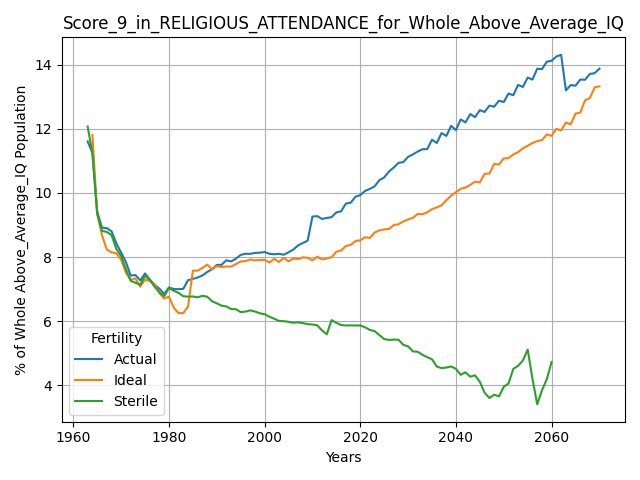 Score_9_in_RELIGIOUS_ATTENDANCE_for_Whole_Above_Average_IQ
% of Whole Above_Average_IQ Population
14
12
10
8
6
4
Fertility
Actual
Ideal
Sterile
1960
1980
2000
2020
2040
2060
Years